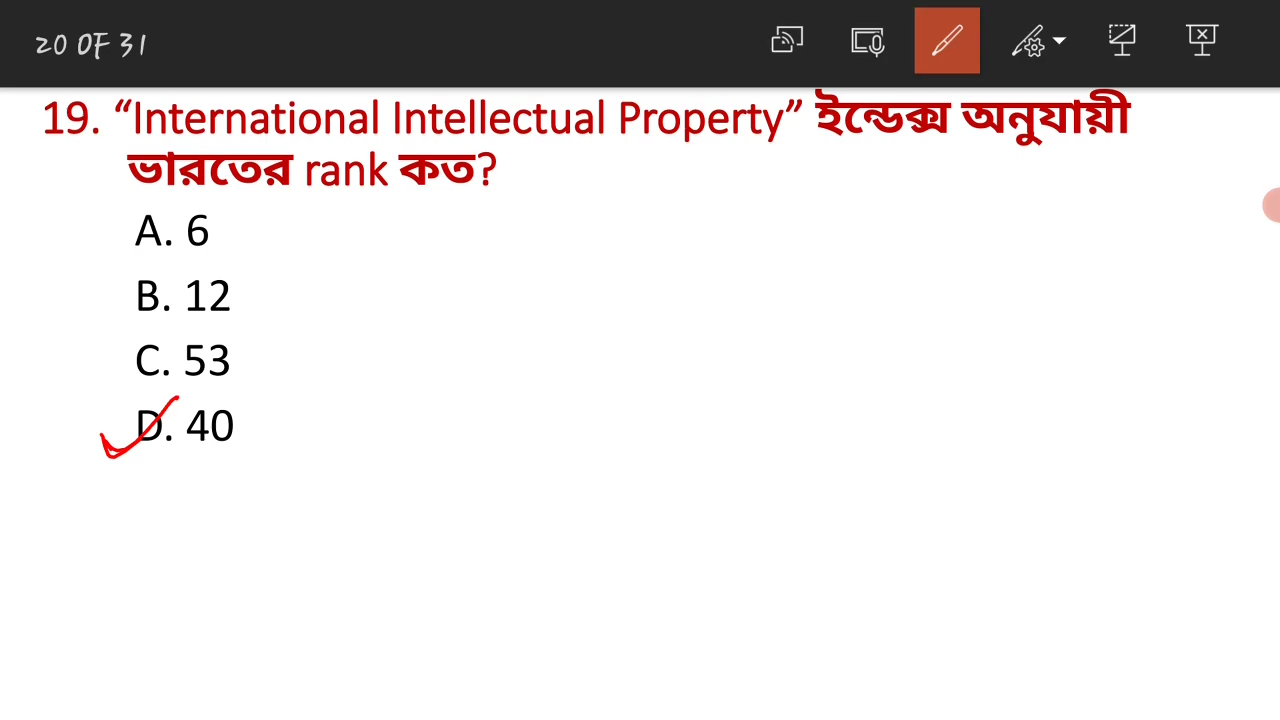 20 OF 31
19. “International Intellectual Property” ইন্ডেক্স অনুযায়ী
ভারতের rank কত?
A. 6
B. 12
C. 53
D. 40